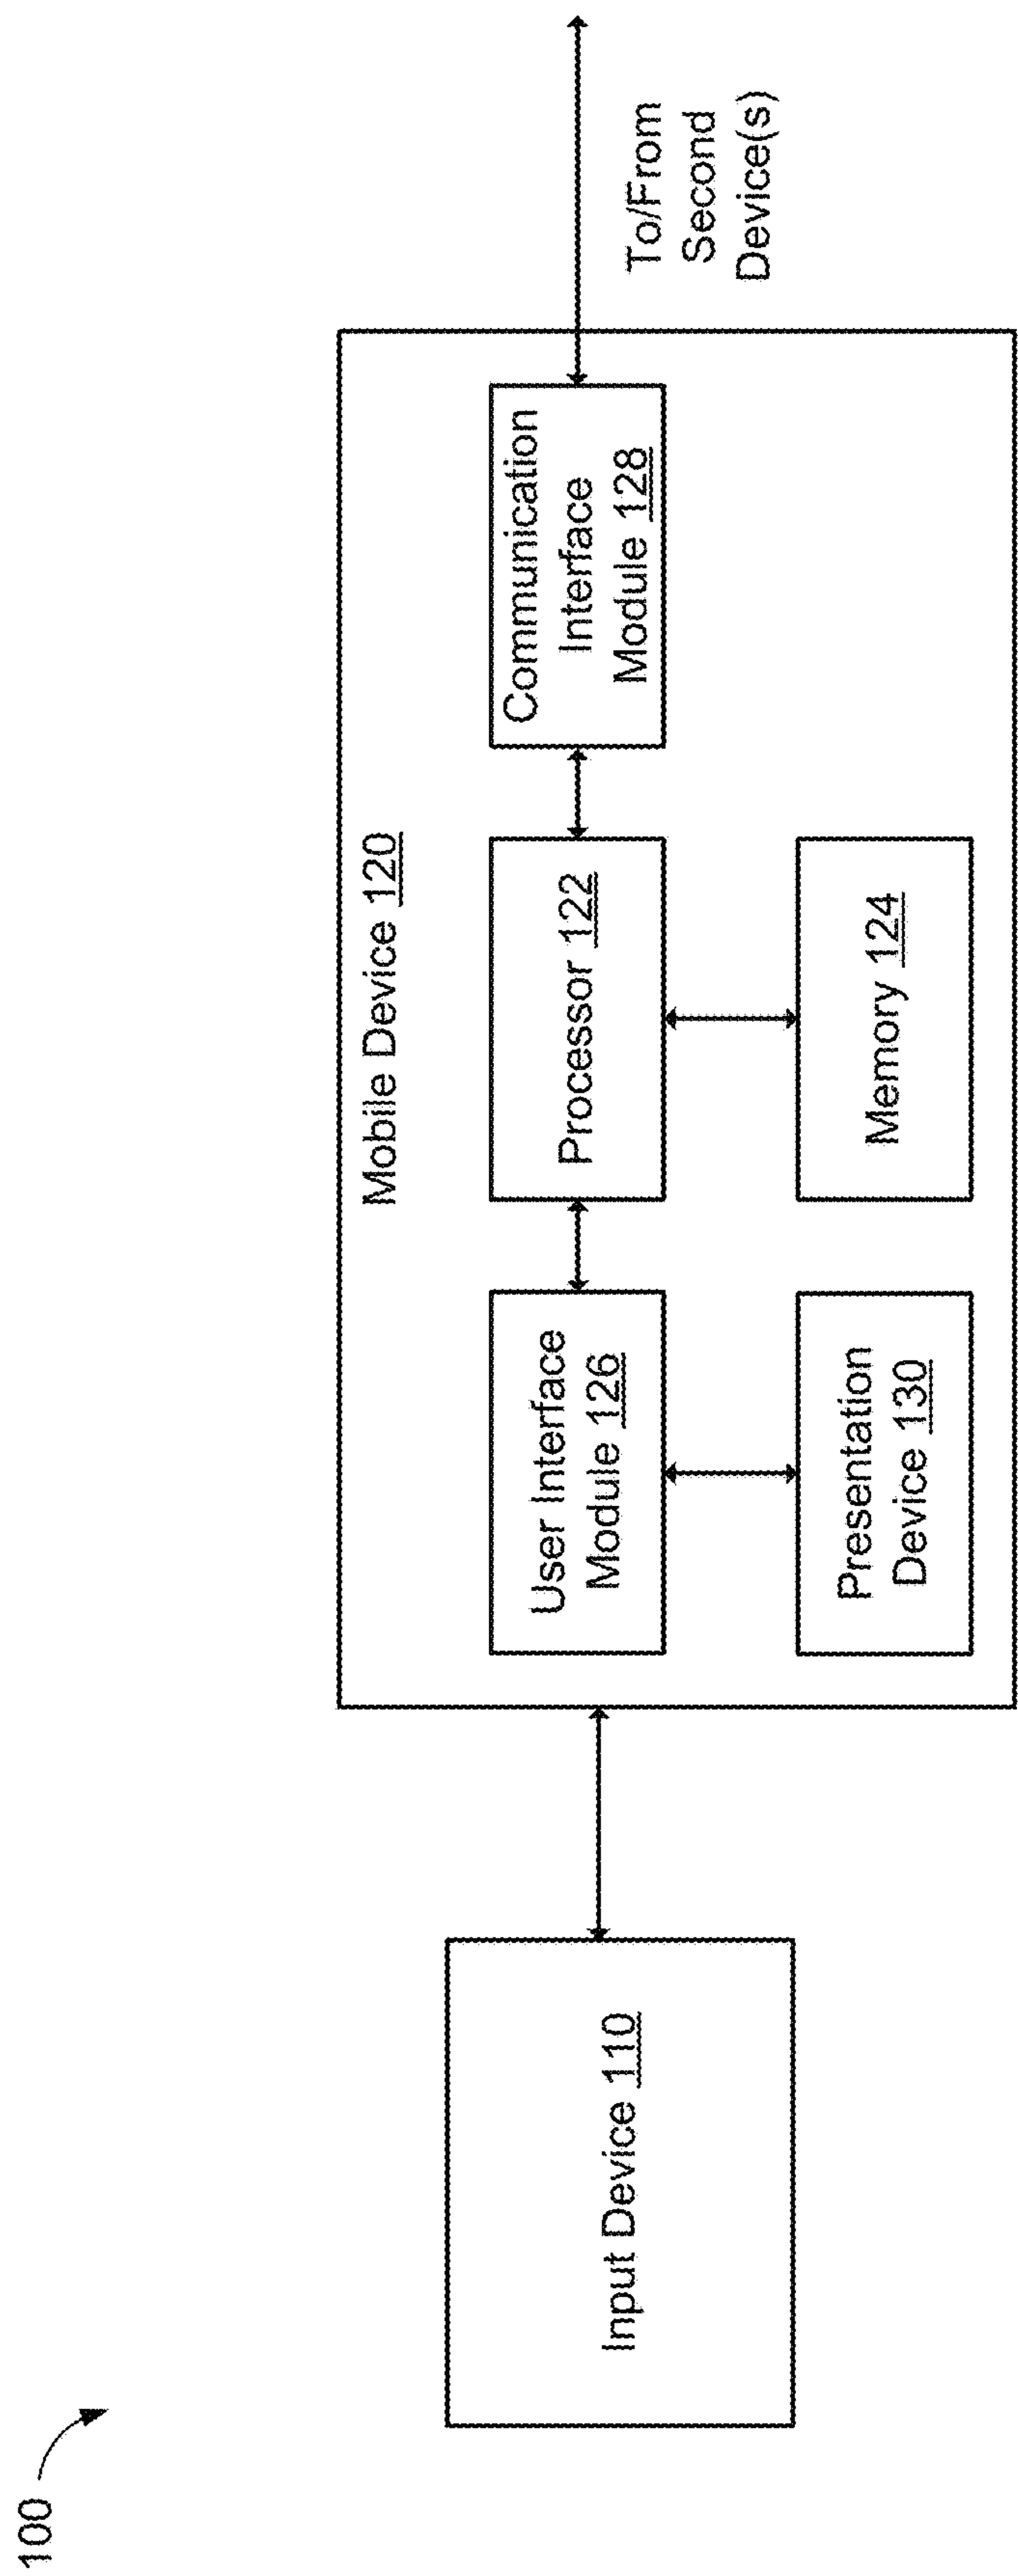 100
Input Device 110
Mobile Device 120
User Interface
Module 126
Processor 122
Communication
Interface
Module 128
Presentation
Device 130
Memory 124
To/From
Second
Device(s)